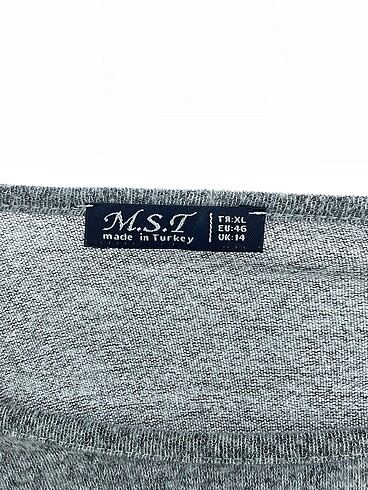 M.S.T
made in Turkey
TR:XL
EU:46
UK:14